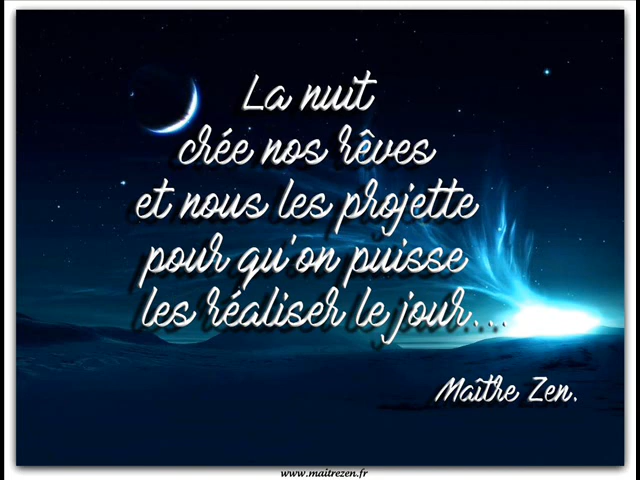 La nuit
crée nos rêves
et nous les projette
pour qu'on puisse
les réaliser le jour...
Maître Zen.
www.maitrezen.fr